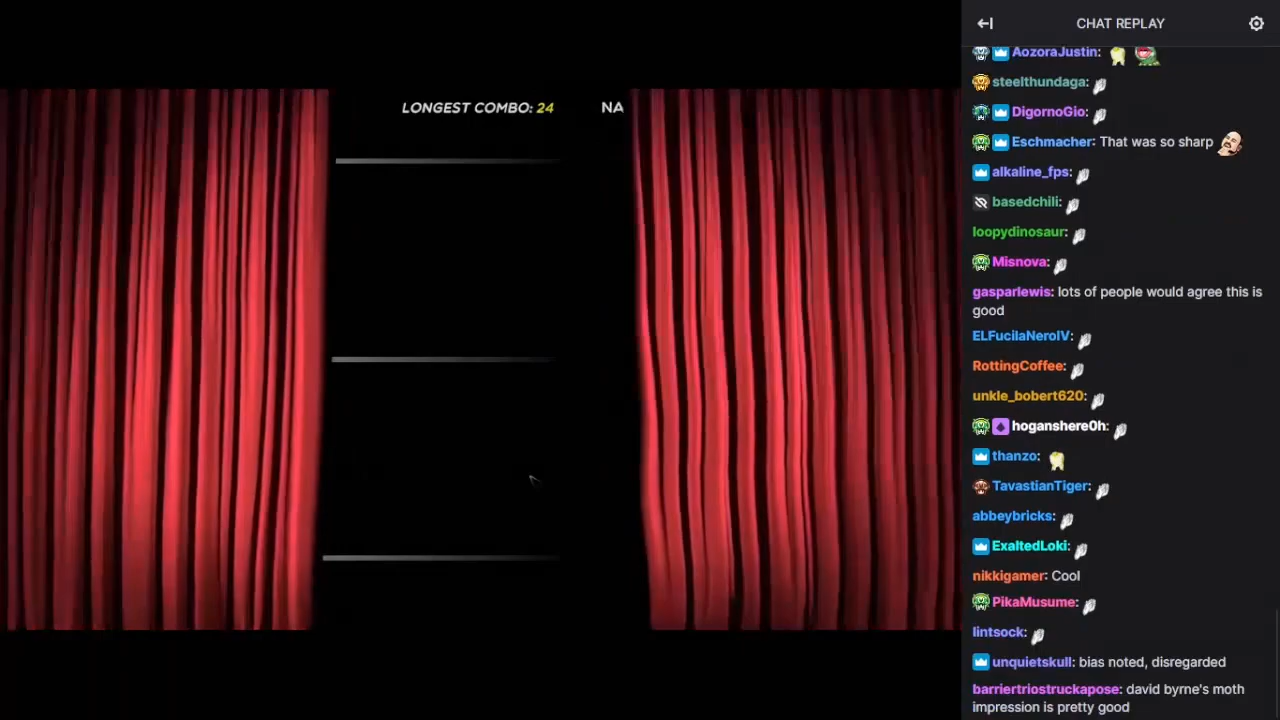 LONGEST COMBO: 24
NA
CHAT REPLAY
AozoraJustin:
steelthundaga:
DigornoGio:
Eschmacher: That was so sharp
alkaline_fps:
basedchili:
loopydinosaur:
Misnova:
gasparlewis: lots of people would agree this is
good
ELFucilaNeroIV:
RottingCoffee:
unkle_bobert620:
hoganshere0h:
thanzo:
TavastianTiger:
abbeybricks:
ExaltedLoki:
nikkigamer: Cool
PikaMusume:
lintsock:
unquietskull: bias noted, disregarded
barriertriostruckapose: david byrne's moth
impression is pretty good